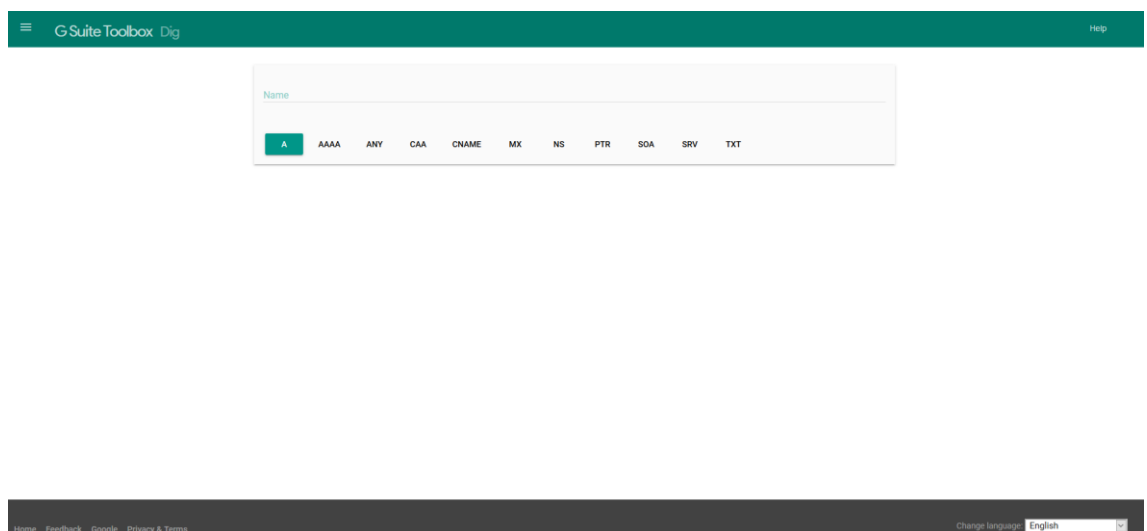 G Suite Toolbox Dig
Help
Name
A AAAA ANY CAA CNAME MX NS PTR SOA SRV TXT
Home Feedback Google Privacy & Terms
Change language: English